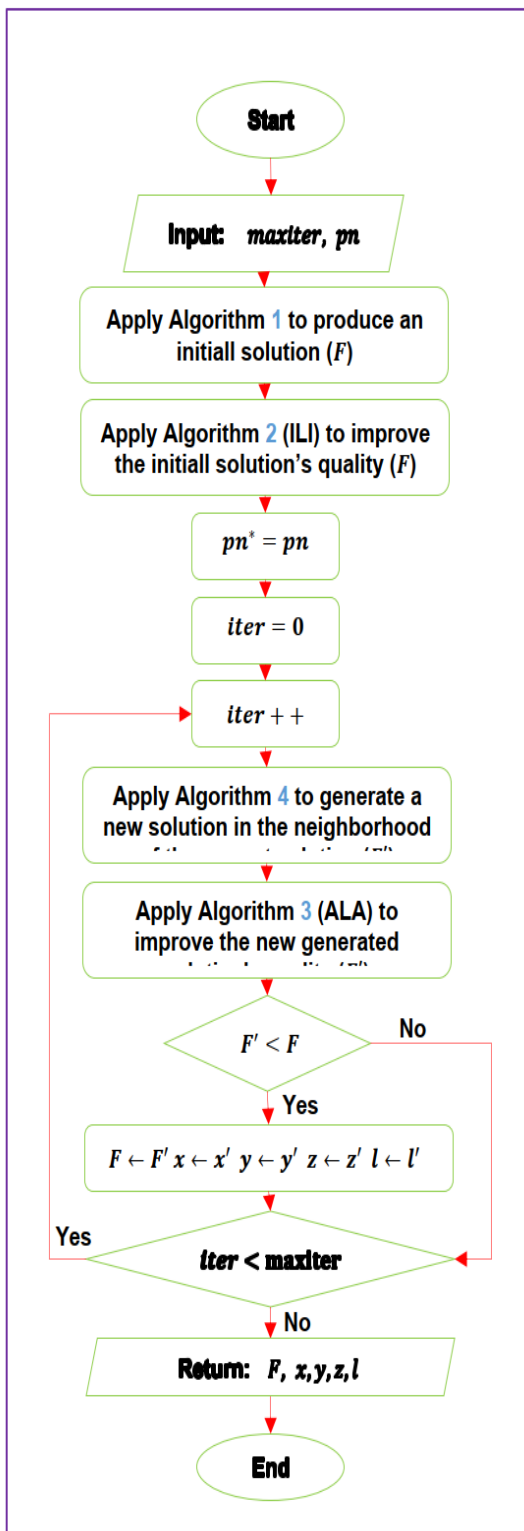 Start
Input: maxiter, pn
Apply Algorithm 1 to produce an
initiall solution (F)
Apply Algorithm 2 (ILI) to improve
the initiall solution's quality (F)
pn* = pn
iter = 0
iter + +
Apply Algorithm 4 to generate a
new solution in the neighborhood
Apply Algorithm 3 (ALA) to
improve the new generated
F′ < F
No
Yes
F ← F′ x ← x′ y ← y′ z ← z′ l ← l′
Yes
iter < maxiter
No
Return: F, x,y,z,l
End